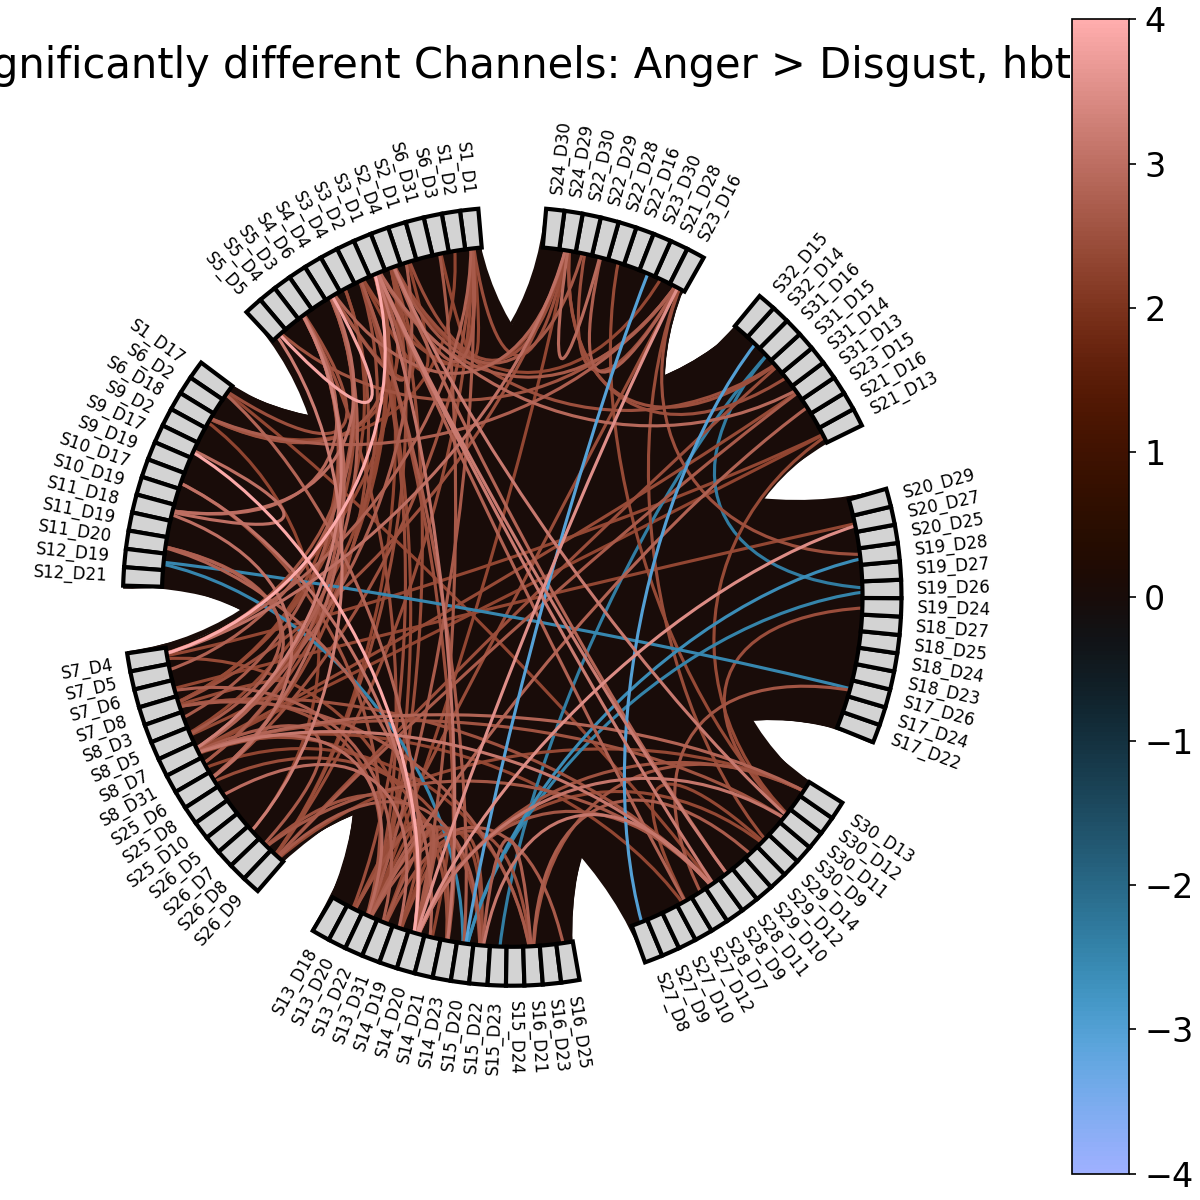 gnificantly different Channels: Anger > Disgust, hbt
4
3
2
1
0
−1
−2
−3
−4
S1_D1
S1_D2
S6_D3
S6_D31
S2_D1
S2_D4
S3_D1
S3_D2
S3_D4
S4_D4
S4_D6
S5_D3
S5_D4
S5_D5
S1_D17
S6_D2
S6_D18
S9_D2
S9_D17
S9_D19
S10_D17
S10_D19
S11_D18
S11_D19
S11_D20
S12_D19
S12_D21
S7_D4
S7_D5
S7_D6
S7_D8
S8_D3
S8_D5
S8_D7
S8_D31
S25_D6
S25_D8
S25_D10
S26_D5
S26_D7
S26_D8
S26_D9
S13_D18
S13_D20
S13_D22
S13_D31
S14_D19
S14_D20
S14_D21
S14_D23
S15_D20
S15_D22
S15_D23
S15_D24
S16_D21
S16_D23
S16_D25
S27_D8
S27_D9
S27_D10
S27_D12
S28_D7
S28_D9
S28_D11
S29_D10
S29_D12
S29_D14
S30_D9
S30_D11
S30_D12
S30_D13
S17_D22
S17_D24
S17_D26
S18_D23
S18_D24
S18_D25
S18_D27
S19_D24
S19_D26
S19_D27
S19_D28
S20_D25
S20_D27
S20_D29
S21_D13
S21_D16
S23_D15
S31_D13
S31_D14
S31_D15
S31_D16
S32_D14
S32_D15
S23_D16
S21_D28
S23_D30
S22_D16
S22_D28
S22_D29
S22_D30
S24_D29
S24_D30